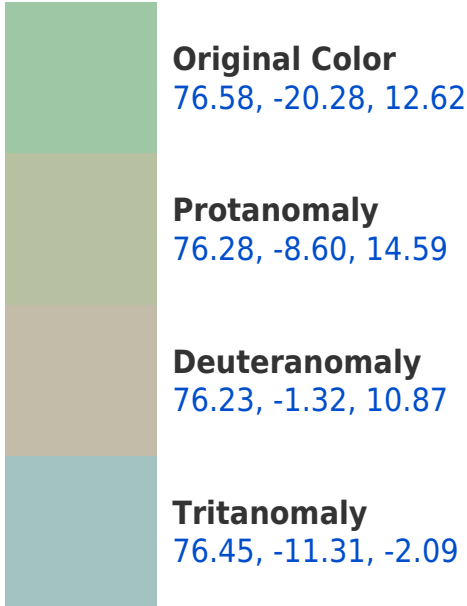 Original Color
76.58, -20.28, 12.62
Protanomaly
76.28, -8.60, 14.59
Deuteranomaly
76.23, -1.32, 10.87
Tritanomaly
76.45, -11.31, -2.09